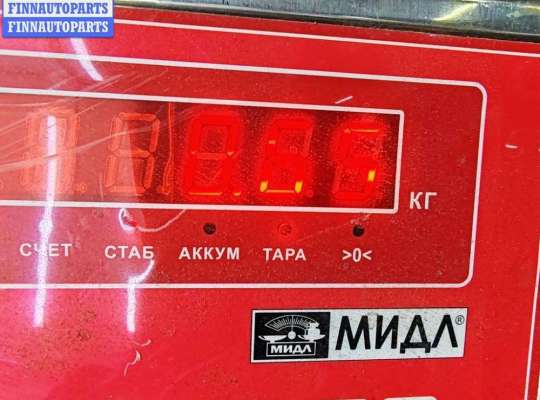 FINNAUTOPARTS
FINNAUTOPARTS
КГ
СЧЕТ СТАБ АККУМ ТАРА >0<
МИДЛ МИДЛ®